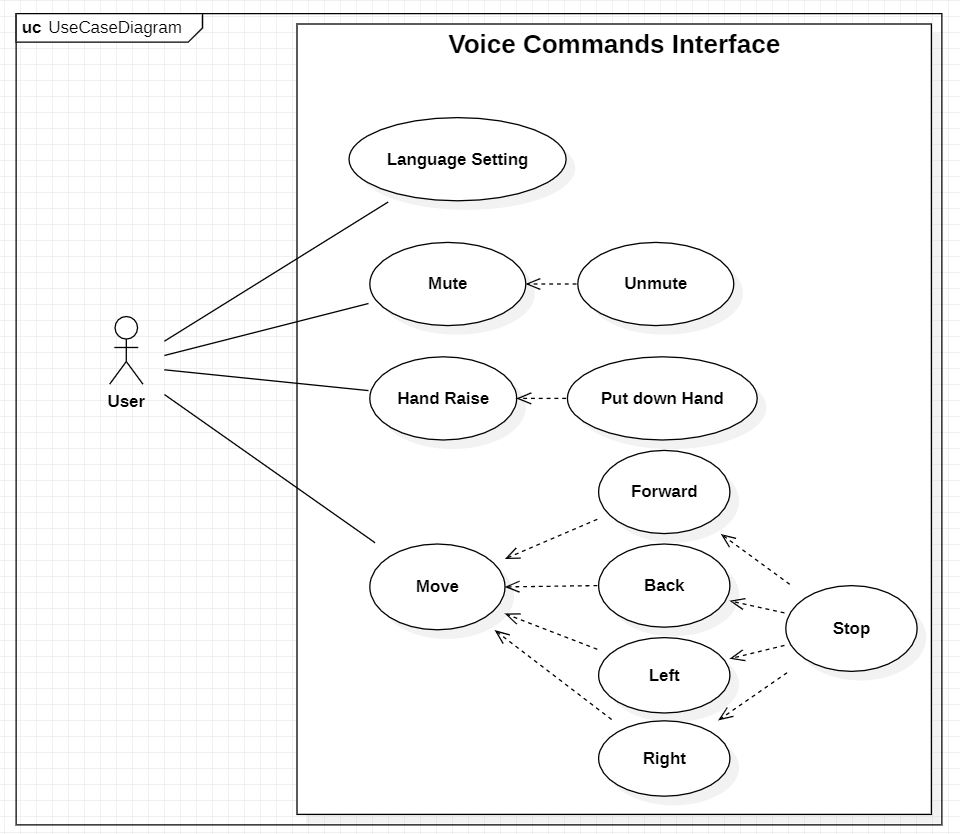 uc UseCaseDiagram
Voice Commands Interface
Language Setting
Mute
Unmute
User
Hand Raise
Put down Hand
Forward
Move
Back
Stop
Left
Right